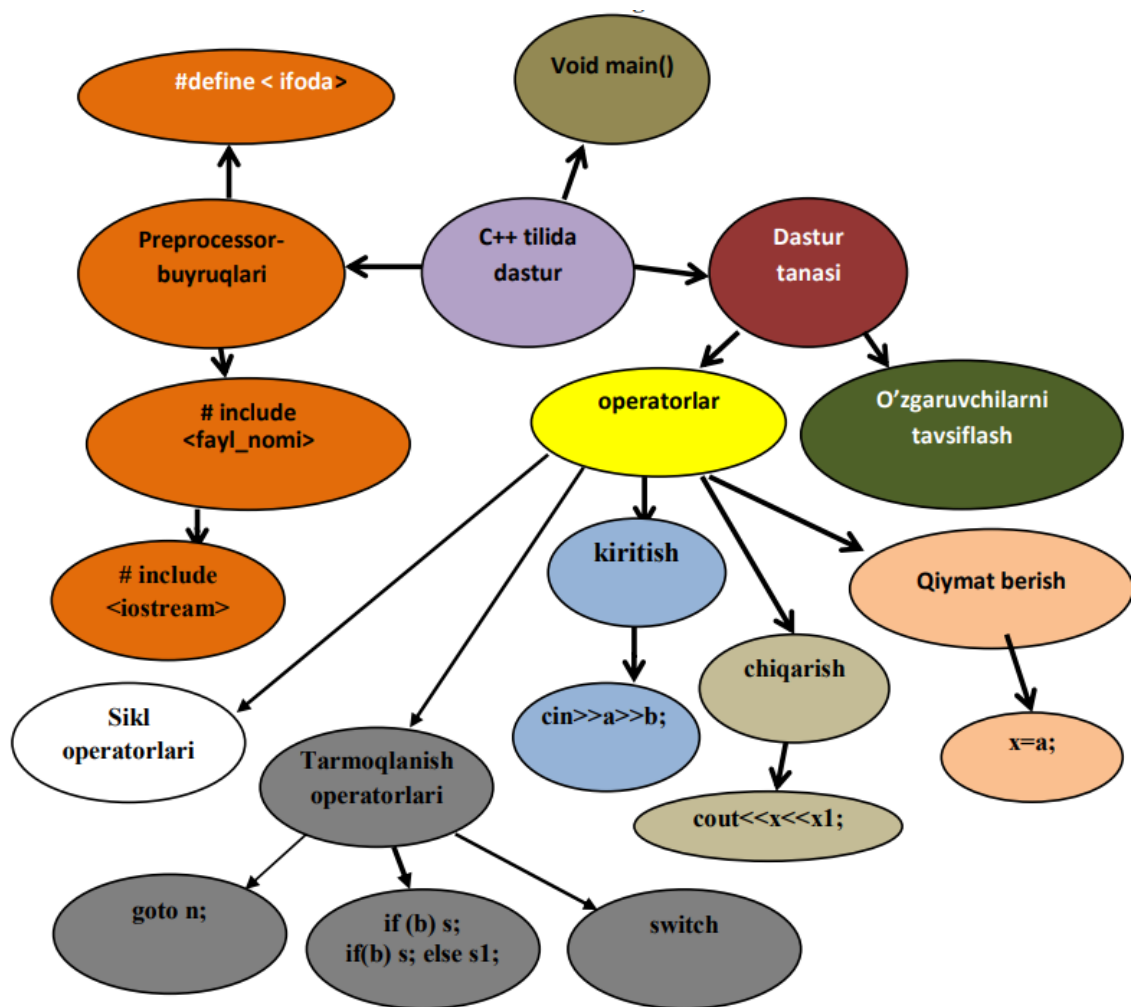 #define < ifoda>
Void main()
Preprocessor-
buyruqlari
C++ tilida
dastur
Dastur
tanasi
# include
<fayl_nomi>
operatorlar
O’zgaruvchilarni
tavsiflash
# include
<iostream>
kiritish
Qiymat berish
Sikl
operatorlari
cin>>a>>b;
chiqarish
x=a;
Tarmoqlanish
operatorlari
cout<<x<<x1;
goto n;
if (b) s;
if(b) s; else s1;
switch